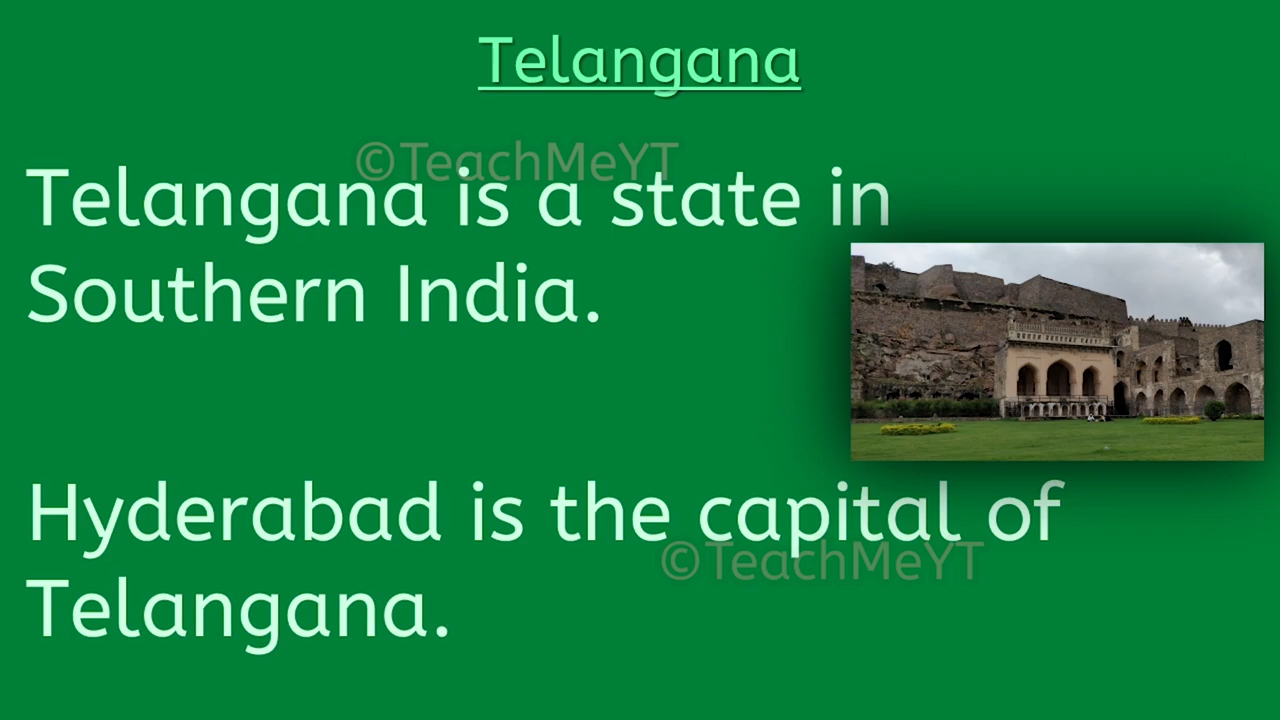 Telangana
©TeachMeYT
Telangana is a state in
Southern India.
Hyderabad is the capital of
©TeachMeYT
Telangana.